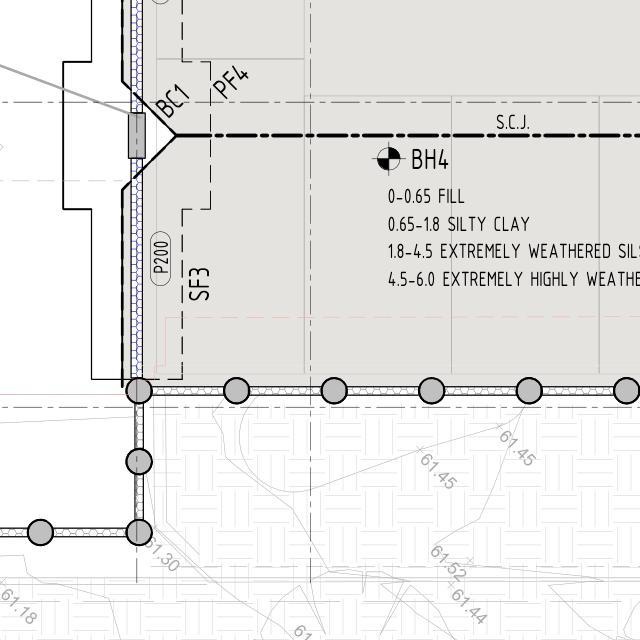 BC1
PF4
S.C.J.
BH4
0-0.65 FILL
0.65-1.8 SILTY CLAY
1.8-4.5 EXTREMELY WEATHERED
4.5-6.0 EXTREMELY HIGHLY
P200
SF3
61.45
61.45
61.30
61.52
61.44
61.18